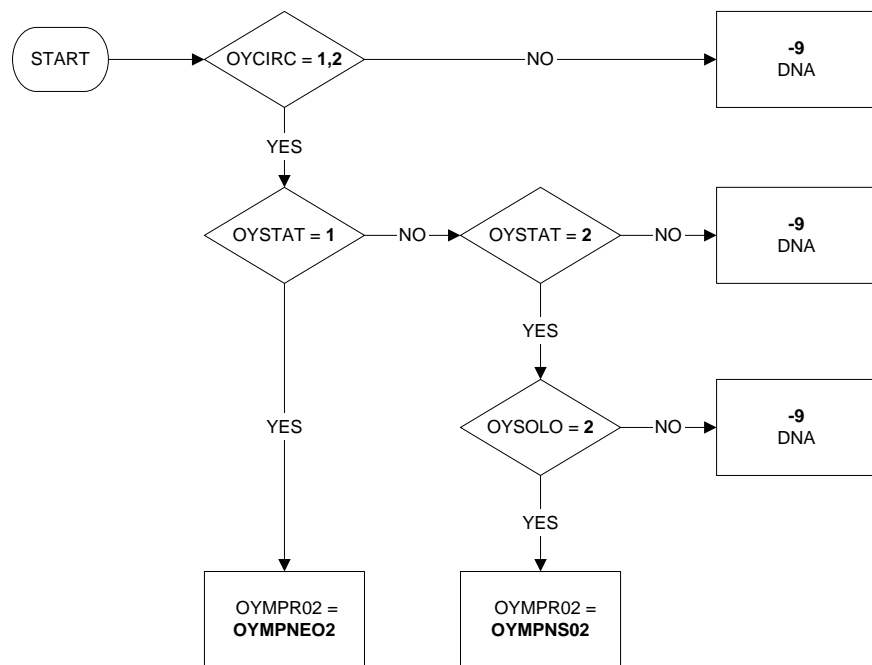 START
OYCIRC = 1,2
NO
-9
DNA
YES
OYSTAT = 1
NO
OYSTAT = 2
NO
-9
DNA
YES
YES
OYSOLO = 2
NO
-9
DNA
YES
OYMPR02 =
OYMPNEO2
OYMPR02 =
OYMPNS02